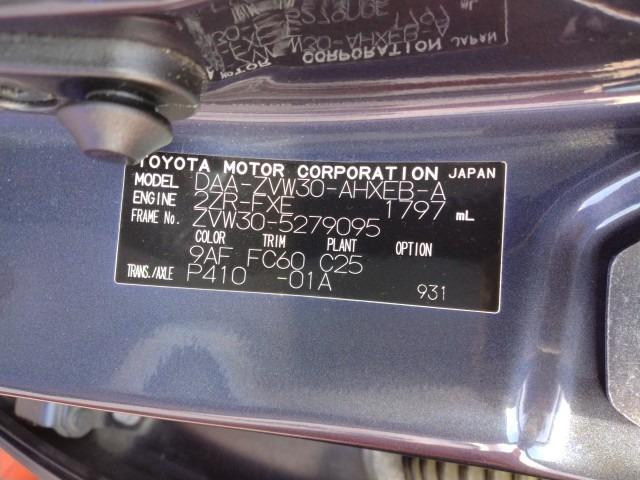 TOYOTA MOTOR CORPORATION JAPAN
MODEL DAA-ZVW30-AHXEB-A
ENGINE 2ZR-FXE 1797 mL
FRAME No. ZVW30-5279095
COLOR TRIM PLANT OPTION
9AF FC60 C25
TRANS./AXLE P410 -01A
931